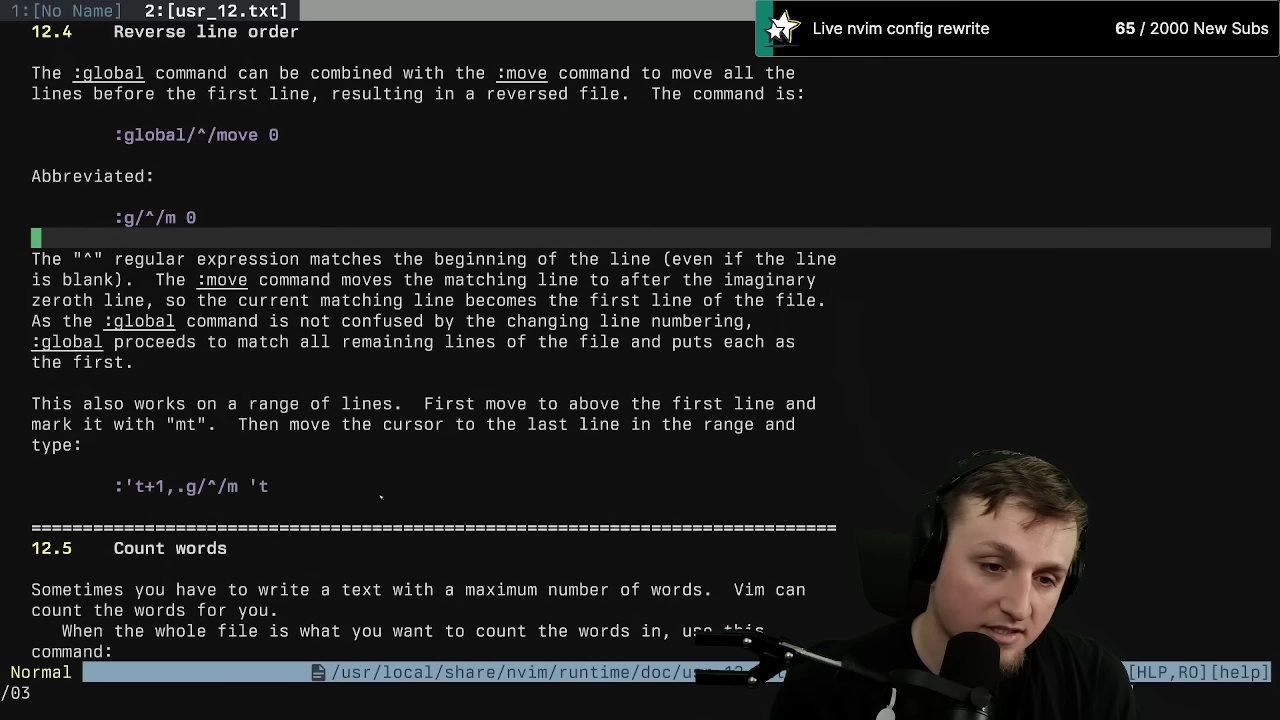 1:[No Name]  2:[usr_12.txt]
Live nvim config rewrite 65 / 2000 New Subs
12.4 Reverse line order
The :global command can be combined with the :move command to move all the
lines before the first line, resulting in a reversed file.  The command is:
:global/^/move 0
Abbreviated:
:g/^/m 0
The "^" regular expression matches the beginning of the line (even if the line
is blank).  The :move command moves the matching line to after the imaginary
zeroth line, so the current matching line becomes the first line of the file.
As the :global command is not confused by the changing line numbering,
:global proceeds to match all remaining lines of the file and puts each as
the first.
This also works on a range of lines.  First move to above the first line and
mark it with "mt".  Then move the cursor to the last line in the range and
type:
:'t+1,.g/^/m 't
==============================================================================
12.5 Count words
Sometimes you have to write a text with a maximum number of words.  Vim can
count the words for you.
When the whole file is what you want to count the words in, use this
command:
Normal /usr/local/share/nvim/runtime/doc/usr_12 [HLP,RO][help]
/03